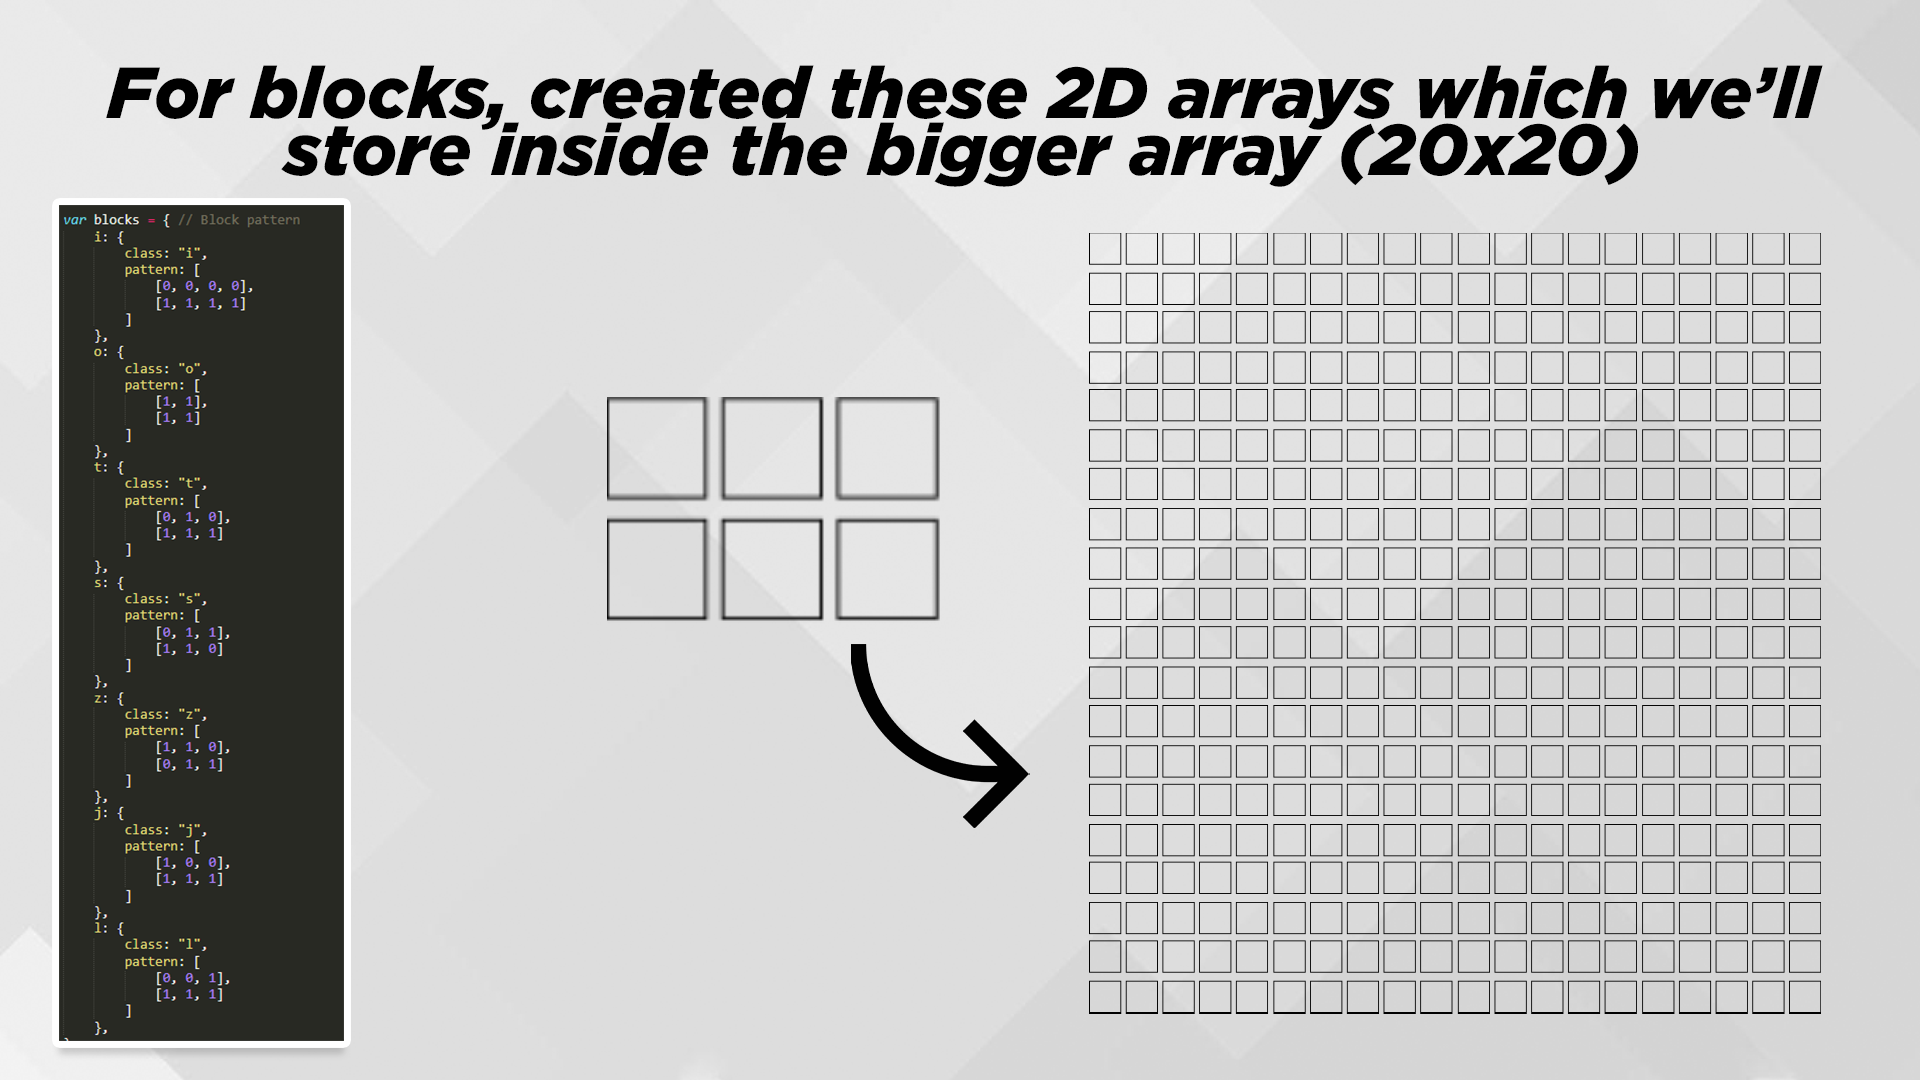 For blocks, created these 2D arrays which we’ll
store inside the bigger array (20x20)
var blocks = { // Block pattern
    i: {
        class: "i",
        pattern: [
            [0, 0, 0, 0],
            [1, 1, 1, 1]
        ]
    },
    o: {
        class: "o",
        pattern: [
            [1, 1],
            [1, 1]
        ]
    },
    t: {
        class: "t",
        pattern: [
            [0, 1, 0],
            [1, 1, 1]
        ]
    },
    s: {
        class: "s",
        pattern: [
            [0, 1, 1],
            [1, 1, 0]
        ]
    },
    z: {
        class: "z",
        pattern: [
            [1, 1, 0],
            [0, 1, 1]
        ]
    },
    j: {
        class: "j",
        pattern: [
            [1, 0, 0],
            [1, 1, 1]
        ]
    },
    l: {
        class: "l",
        pattern: [
            [0, 0, 1],
            [1, 1, 1]
        ]
    },